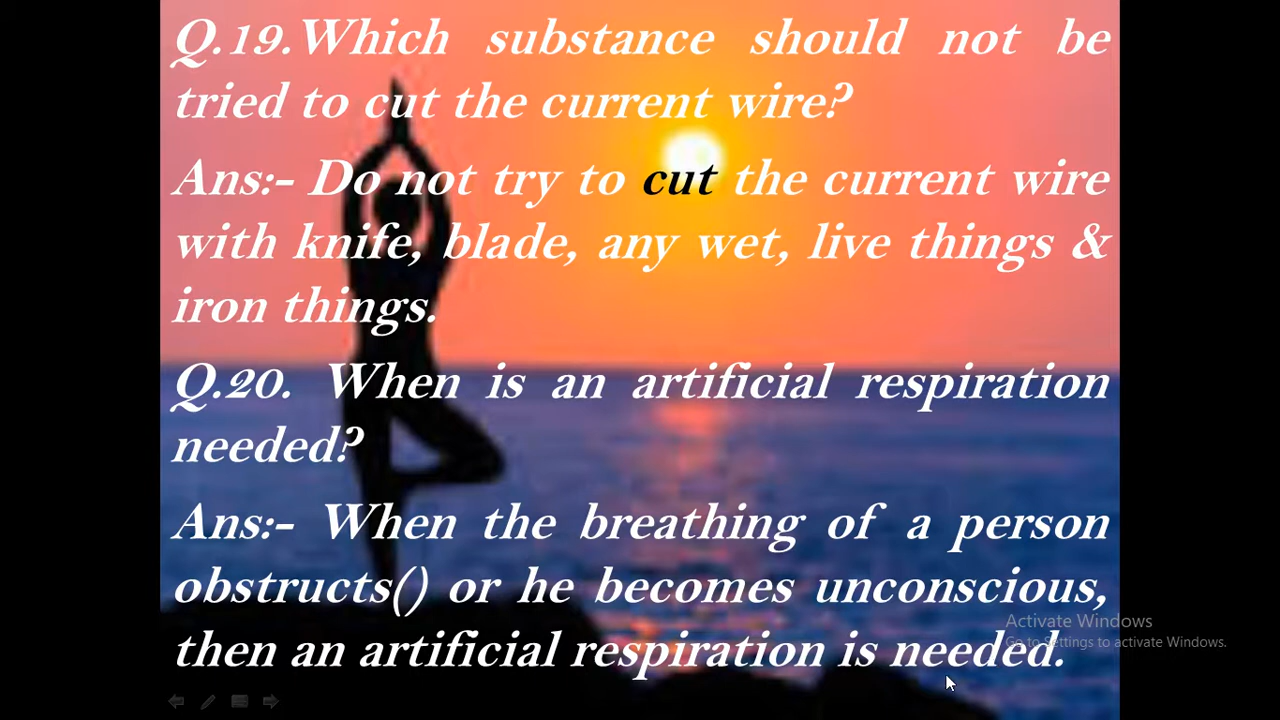 Q.19.Which substance should not be
tried to cut the current wire?
Ans:- Do not try to cut the current wire
with knife, blade, any wet, live things &
iron things.
Q.20. When is an artificial respiration
needed?
Ans:- When the breathing of a person
obstructs() or he becomes unconscious,
then an artificial respiration is needed.
Activate Windows
Go to Settings to activate Windows.